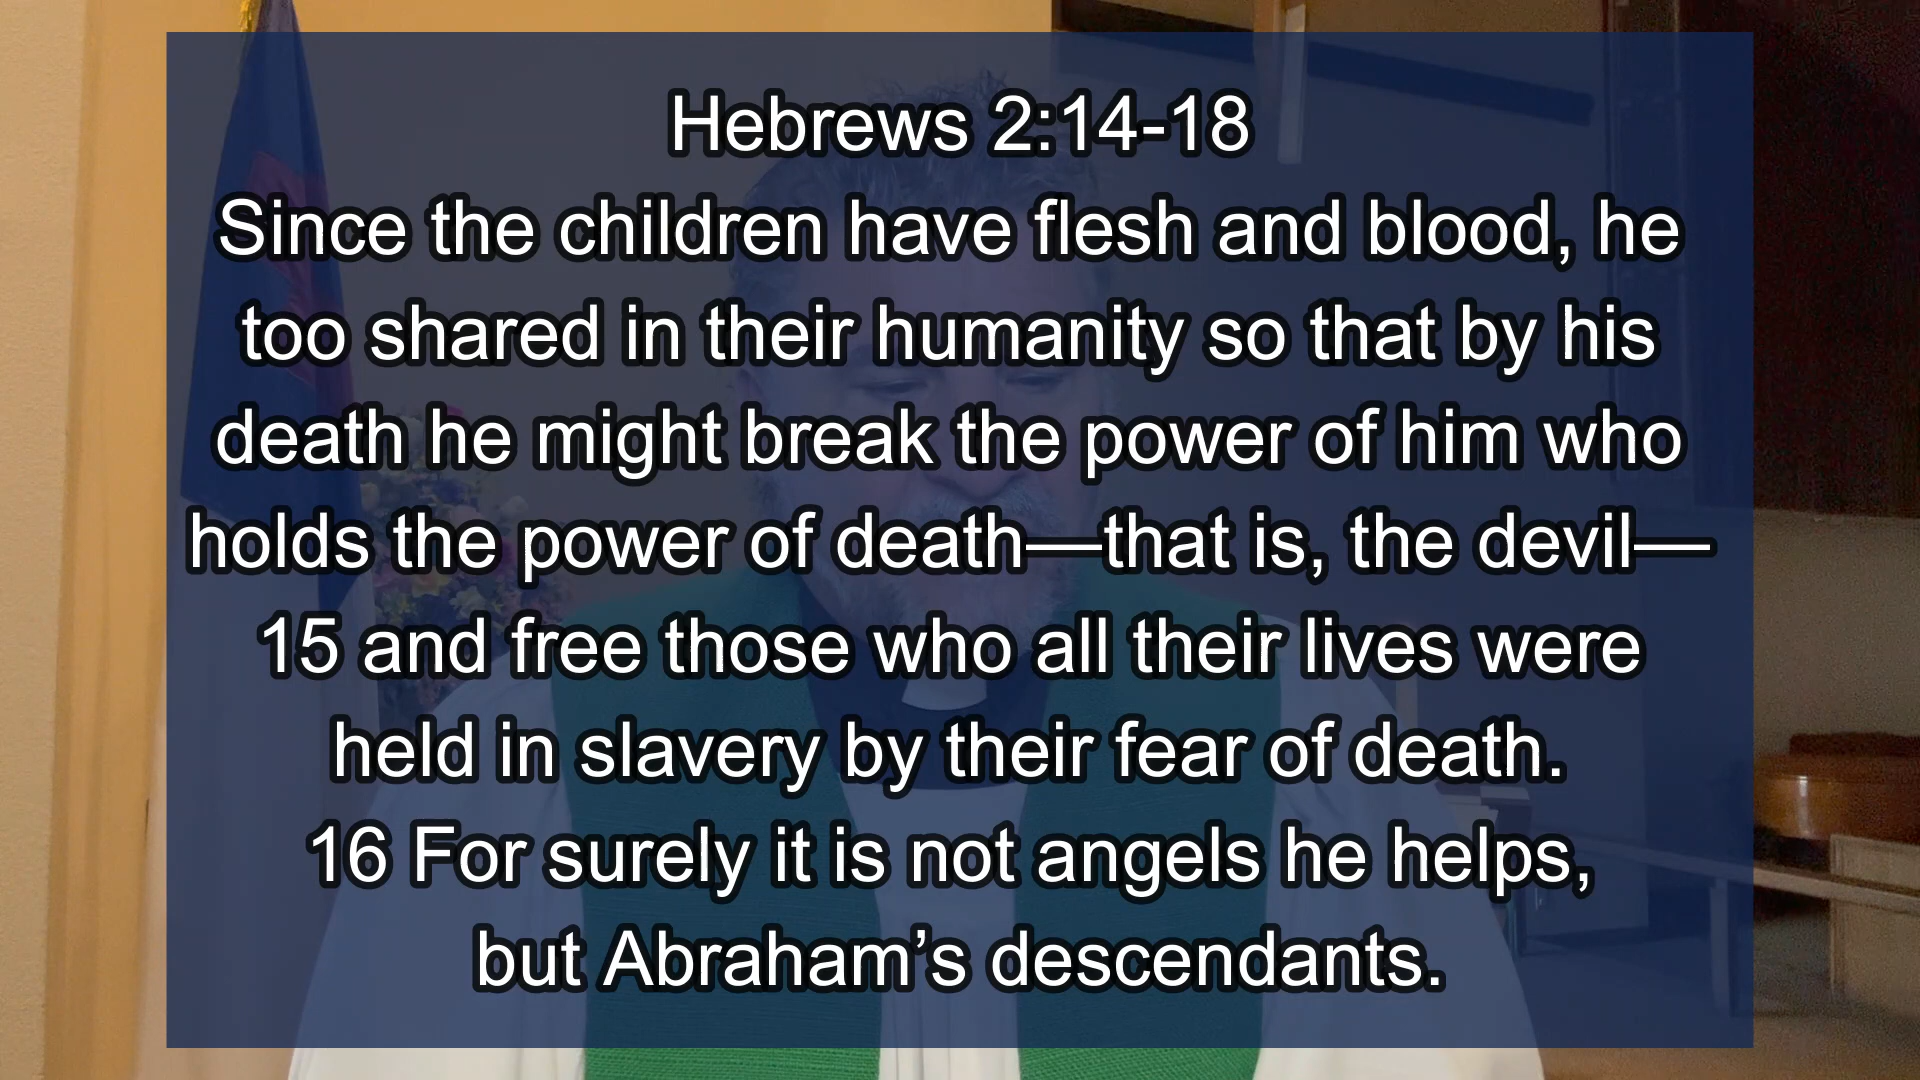 Hebrews 2:14-18
Since the children have flesh and blood, he
too shared in their humanity so that by his
death he might break the power of him who
holds the power of death—that is, the devil—
15 and free those who all their lives were
held in slavery by their fear of death.
16 For surely it is not angels he helps,
but Abraham’s descendants.